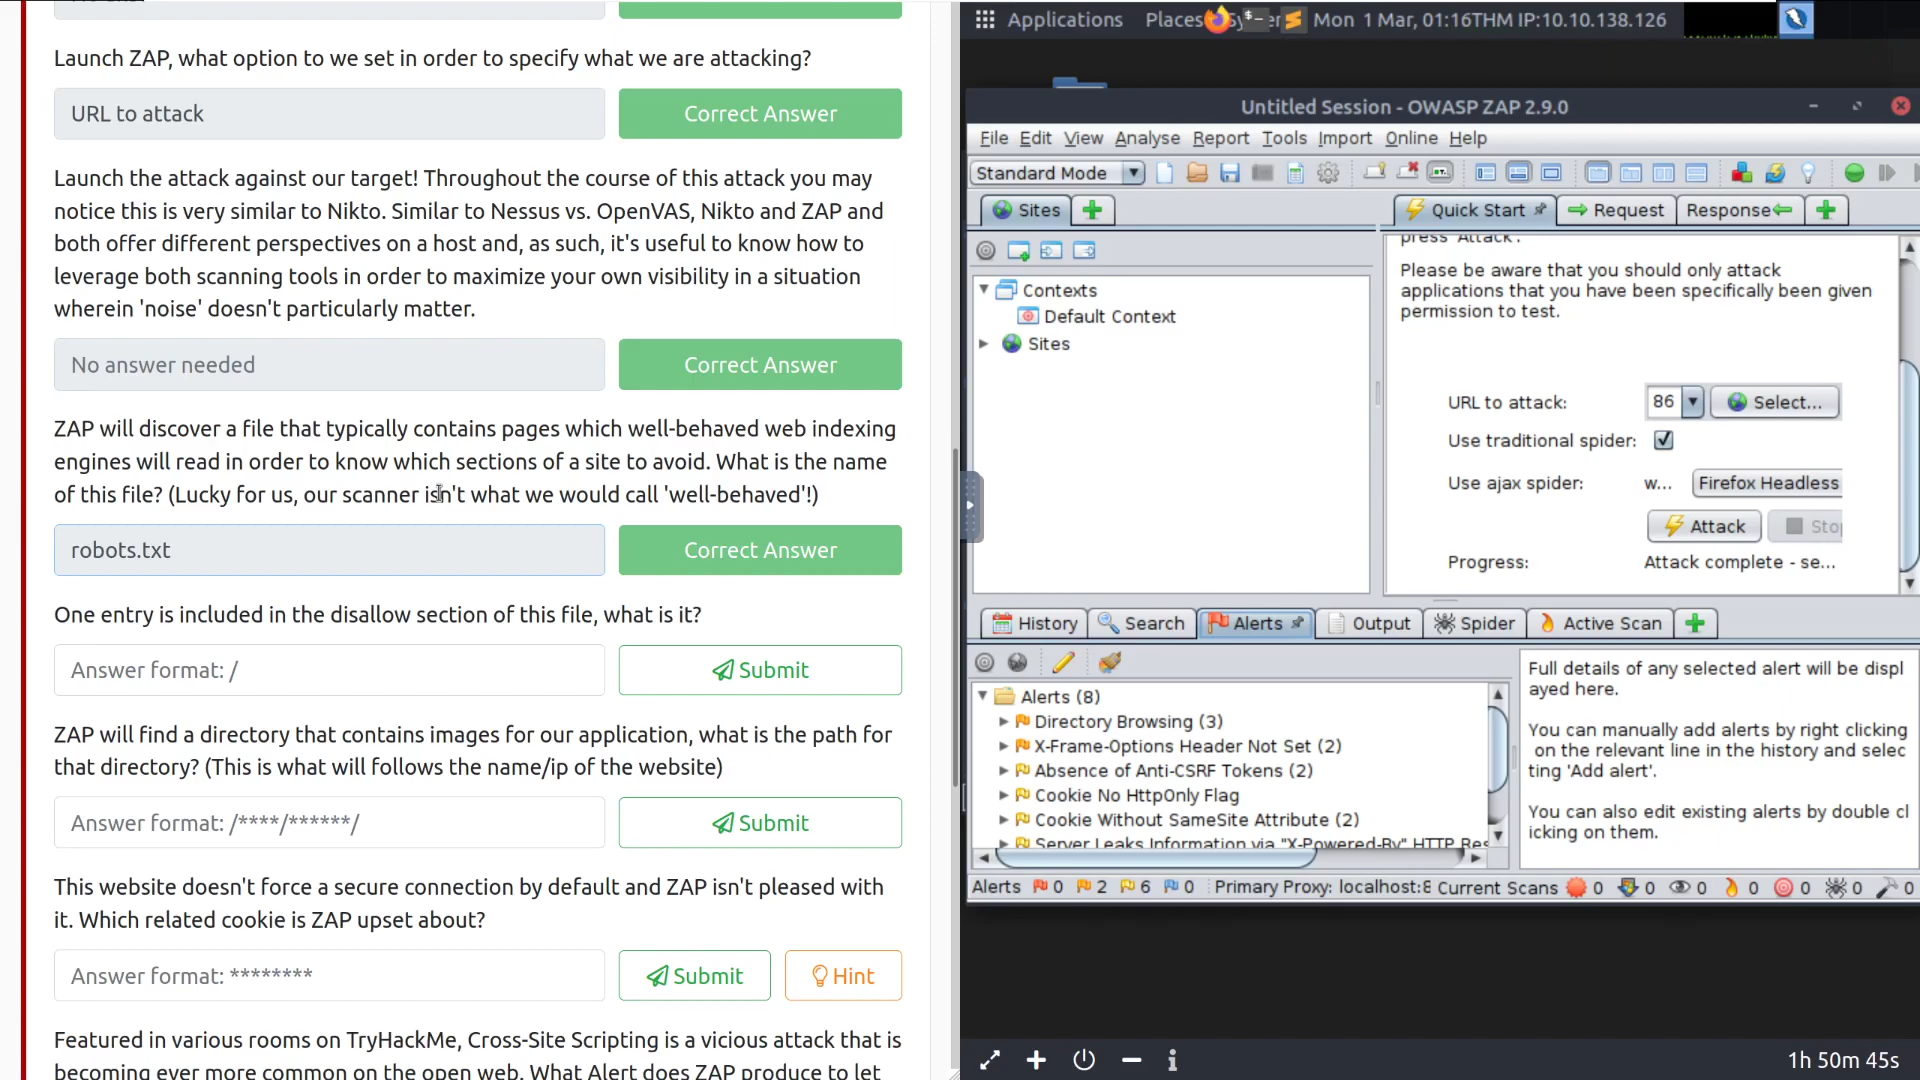 Launch ZAP, what option to we set in order to specify what we are attacking?
URL to attack
Correct Answer
Launch the attack against our target! Throughout the course of this attack you may
notice this is very similar to Nikto. Similar to Nessus vs. OpenVAS, Nikto and ZAP and
both offer different perspectives on a host and, as such, it's useful to know how to
leverage both scanning tools in order to maximize your own visibility in a situation
wherein 'noise' doesn't particularly matter.
No answer needed
Correct Answer
ZAP will discover a file that typically contains pages which well-behaved web indexing
engines will read in order to know which sections of a site to avoid. What is the name
of this file? (Lucky for us, our scanner isn't what we would call 'well-behaved'!)
robots.txt
Correct Answer
One entry is included in the disallow section of this file, what is it?
Answer format: /
Submit
ZAP will find a directory that contains images for our application, what is the path for
that directory? (This is what will follows the name/ip of the website)
Answer format: /****/******/
Submit
This website doesn't force a secure connection by default and ZAP isn't pleased with
it. Which related cookie is ZAP upset about?
Answer format: ********
Submit
Hint
Featured in various rooms on TryHackMe, Cross-Site Scripting is a vicious attack that is
becoming ever more common on the open web. What Alert does ZAP produce to let
Applications Places Mon 1 Mar, 01:16 THM IP:10.10.138.126
Untitled Session - OWASP ZAP 2.9.0
File Edit View Analyse Report Tools Import Online Help
Standard Mode
Sites
Quick Start
Request
Response
press 'Attack'.
Please be aware that you should only attack
applications that you have been specifically been given
permission to test.
Contexts
Default Context
Sites
URL to attack: 86 Select...
Use traditional spider:
Use ajax spider: w... Firefox Headless
Attack
Progress: Attack complete - se...
History
Search
Alerts
Output
Spider
Active Scan
Alerts (8)
Directory Browsing (3)
X-Frame-Options Header Not Set (2)
Absence of Anti-CSRF Tokens (2)
Cookie No HttpOnly Flag
Cookie Without SameSite Attribute (2)
Server Leaks Information via "X-Powered-By" HTTP Res
Full details of any selected alert will be displ
ayed here.
You can manually add alerts by right clicking
on the relevant line in the history and selec
ting 'Add alert'.
You can also edit existing alerts by double cl
icking on them.
Alerts 0 2 6 0 Primary Proxy: localhost:8 Current Scans 0 0 0 0 0 0 0
1h 50m 45s